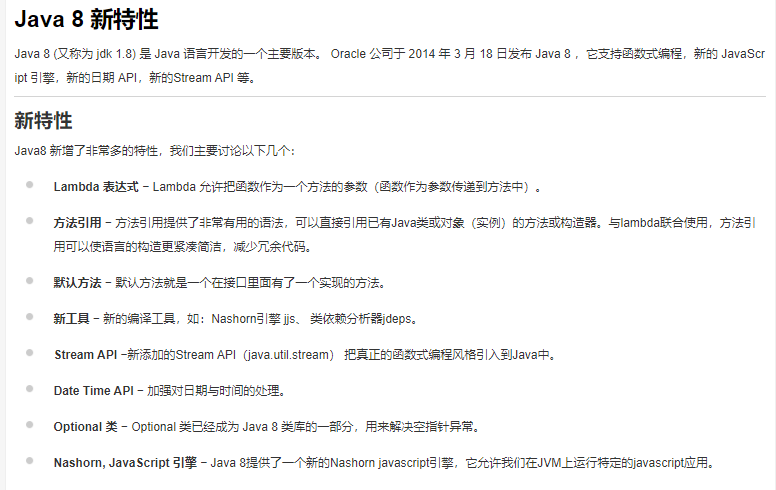 Java 8 新特性
Java 8 (又称为 jdk 1.8) 是 Java 语言开发的一个主要版本。 Oracle 公司于 2014 年 3 月 18 日发布 Java 8 ，它支持函数式编程，新的 JavaScr
ipt 引擎，新的日期 API，新的Stream API 等。
新特性
Java8 新增了非常多的特性，我们主要讨论以下几个：
Lambda 表达式 − Lambda 允许把函数作为一个方法的参数（函数作为参数传递到方法中）。
方法引用 − 方法引用提供了非常有用的语法，可以直接引用已有Java类或对象（实例）的方法或构造器。与lambda联合使用，方法引
用可以使语言的构造更紧凑简洁，减少冗余代码。
默认方法 − 默认方法就是一个在接口里面有了一个实现的方法。
新工具 − 新的编译工具，如：Nashorn引擎 jjs、 类依赖分析器jdeps。
Stream API −新添加的Stream API（java.util.stream） 把真正的函数式编程风格引入到Java中。
Date Time API − 加强对日期与时间的处理。
Optional 类 − Optional 类已经成为 Java 8 类库的一部分，用来解决空指针异常。
Nashorn, JavaScript 引擎 − Java 8提供了一个新的Nashorn javascript引擎，它允许我们在JVM上运行特定的javascript应用。